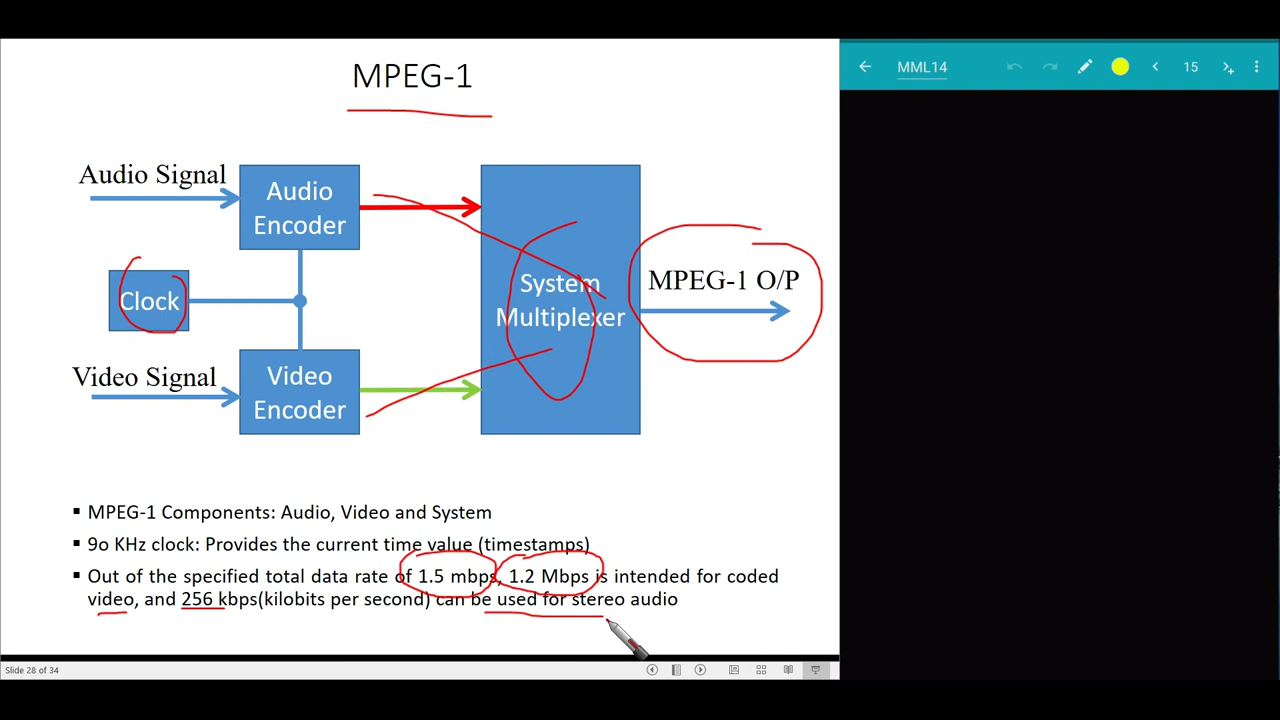 MPEG-1
MML14
15
Audio Signal
Audio
Encoder
Clock
System
Multiplexer
MPEG-1 O/P
Video Signal
Video
Encoder
▪ MPEG-1 Components: Audio, Video and System
▪ 9o KHz clock: Provides the current time value (timestamps)
▪ Out of the specified total data rate of 1.5 mbps, 1.2 Mbps is intended for coded
video, and 256 kbps(kilobits per second) can be used for stereo audio
Slide 28 of 34